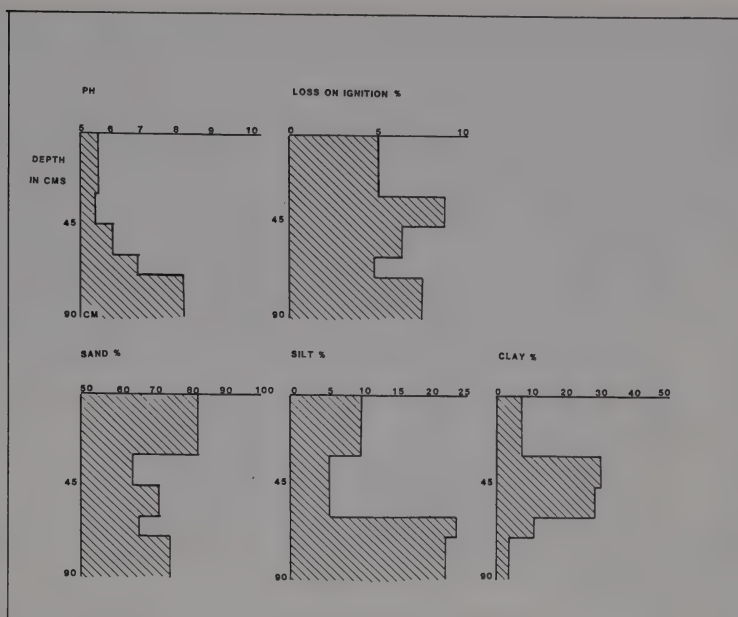 PH
5 6 7 8 9 10
DEPTH
IN CMS
45
90 CM
LOSS ON IGNITION %
0 5 10
45
90
SAND %
50 60 70 80 90 100
45
90
SILT %
0 5 10 15 20 25
45
90
CLAY %
0 10 20 30 40 50
45
90